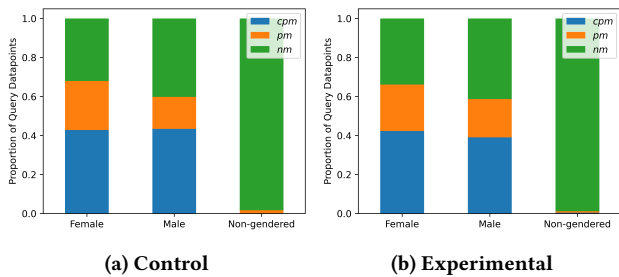 1.0
0.8
0.6
0.4
0.2
0.0
Proportion of Query Datapoints
cpm
pm
nm
Female
Male
Non-gendered
(a) Control
1.0
0.8
0.6
0.4
0.2
0.0
Proportion of Query Datapoints
cpm
pm
nm
Female
Male
Non-gendered
(b) Experimental